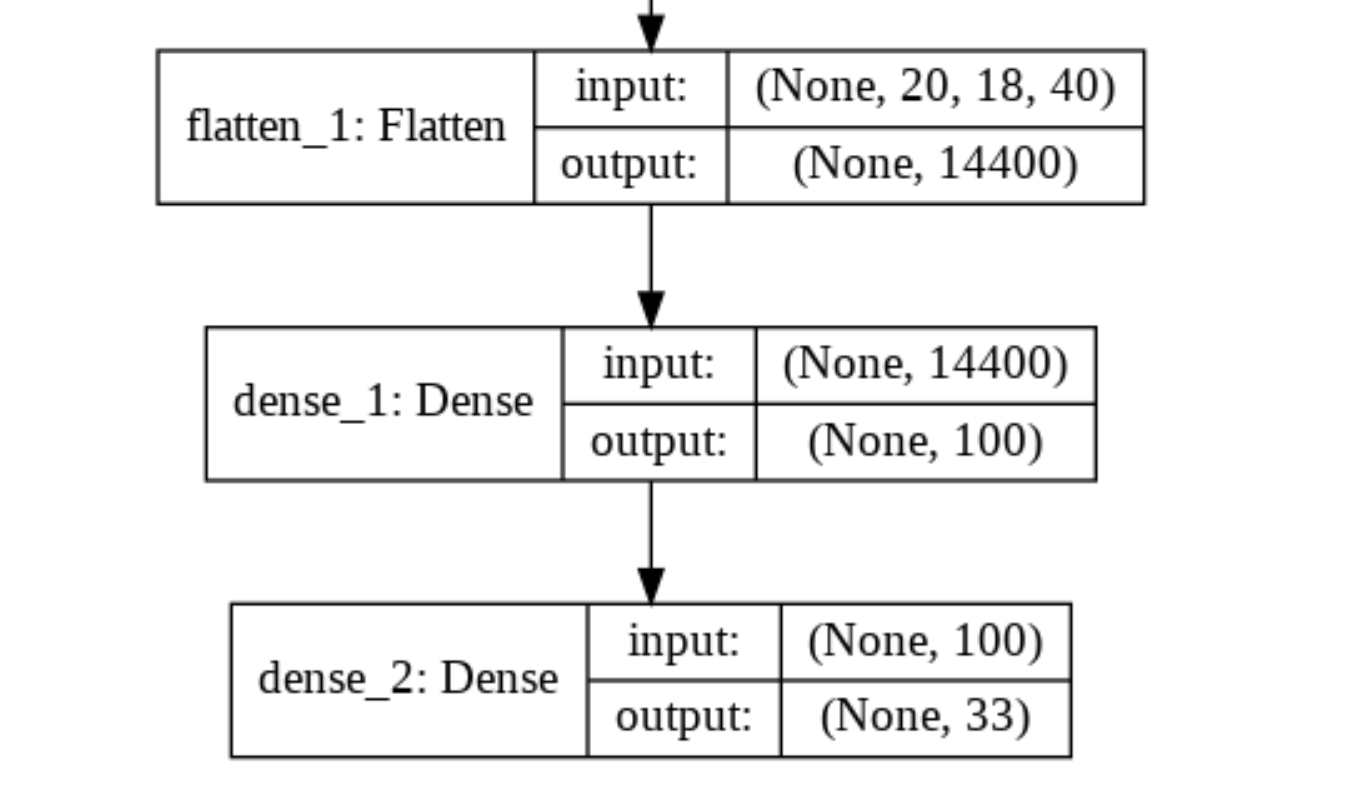 flatten_1: Flatten
input:
(None, 20, 18, 40)
output:
(None, 14400)
dense_1: Dense
input:
(None, 14400)
output:
(None, 100)
dense_2: Dense
input:
(None, 100)
output:
(None, 33)